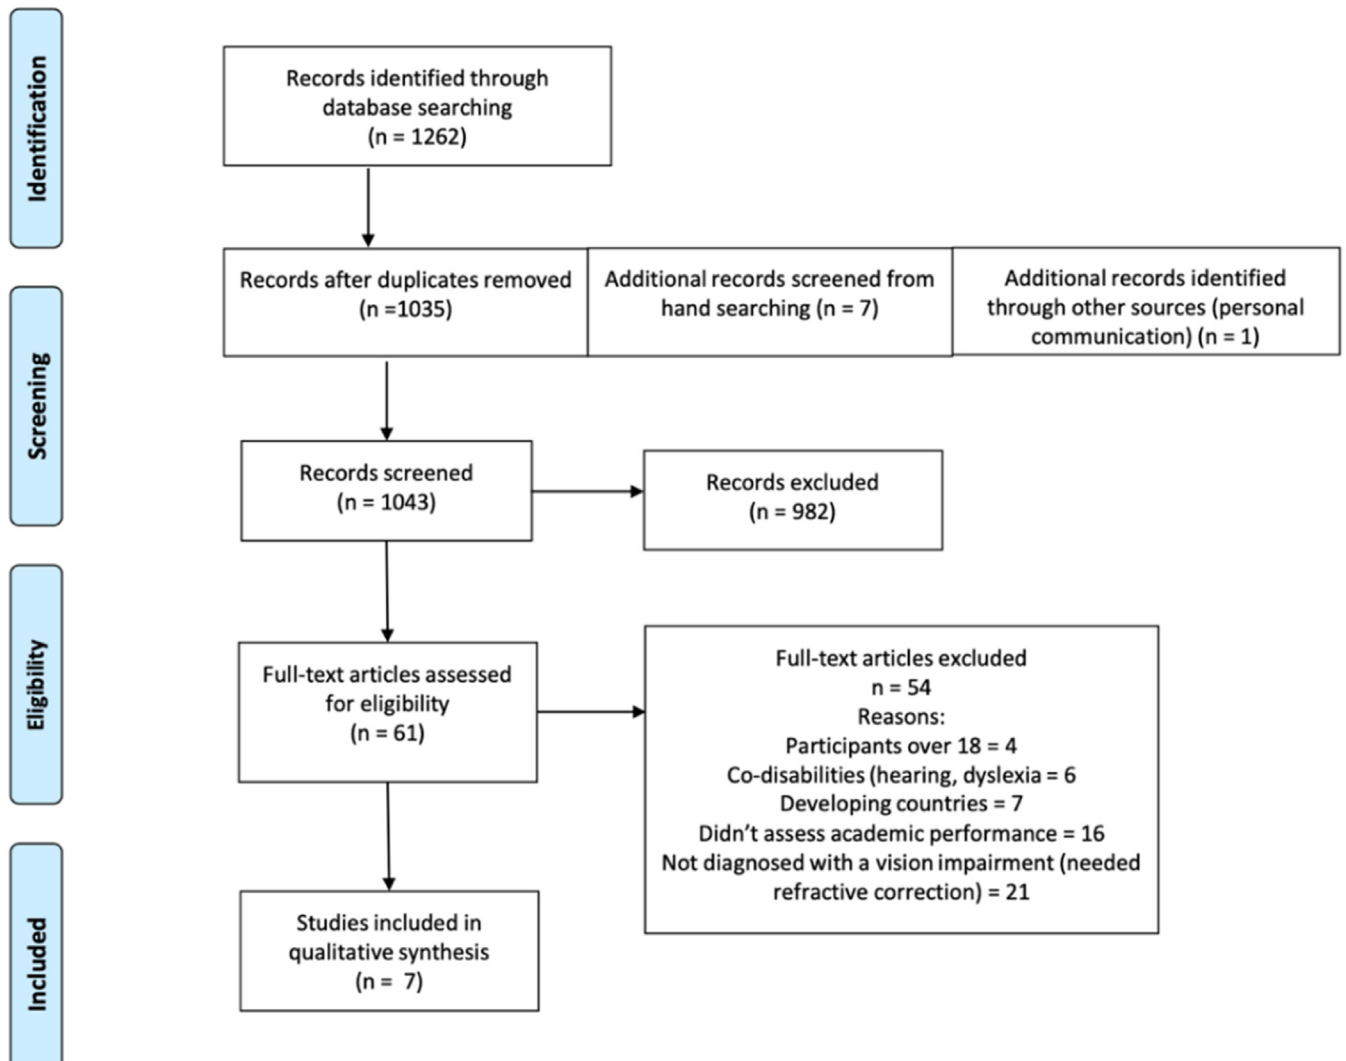 Identification
Records identified through
database searching
(n = 1262)
Records after duplicates removed
(n =1035)
Additional records screened from
hand searching (n = 7)
Additional records identified
through other sources (personal
communication) (n = 1)
Screening
Records screened
(n = 1043)
Records excluded
(n = 982)
Eligibility
Full-text articles assessed
for eligibility
(n = 61)
Full-text articles excluded
n = 54
Reasons:
Participants over 18 = 4
Co-disabilities (hearing, dyslexia = 6
Developing countries = 7
Didn’t assess academic performance = 16
Not diagnosed with a vision impairment (needed
refractive correction) = 21
Included
Studies included in
qualitative synthesis
(n =  7)